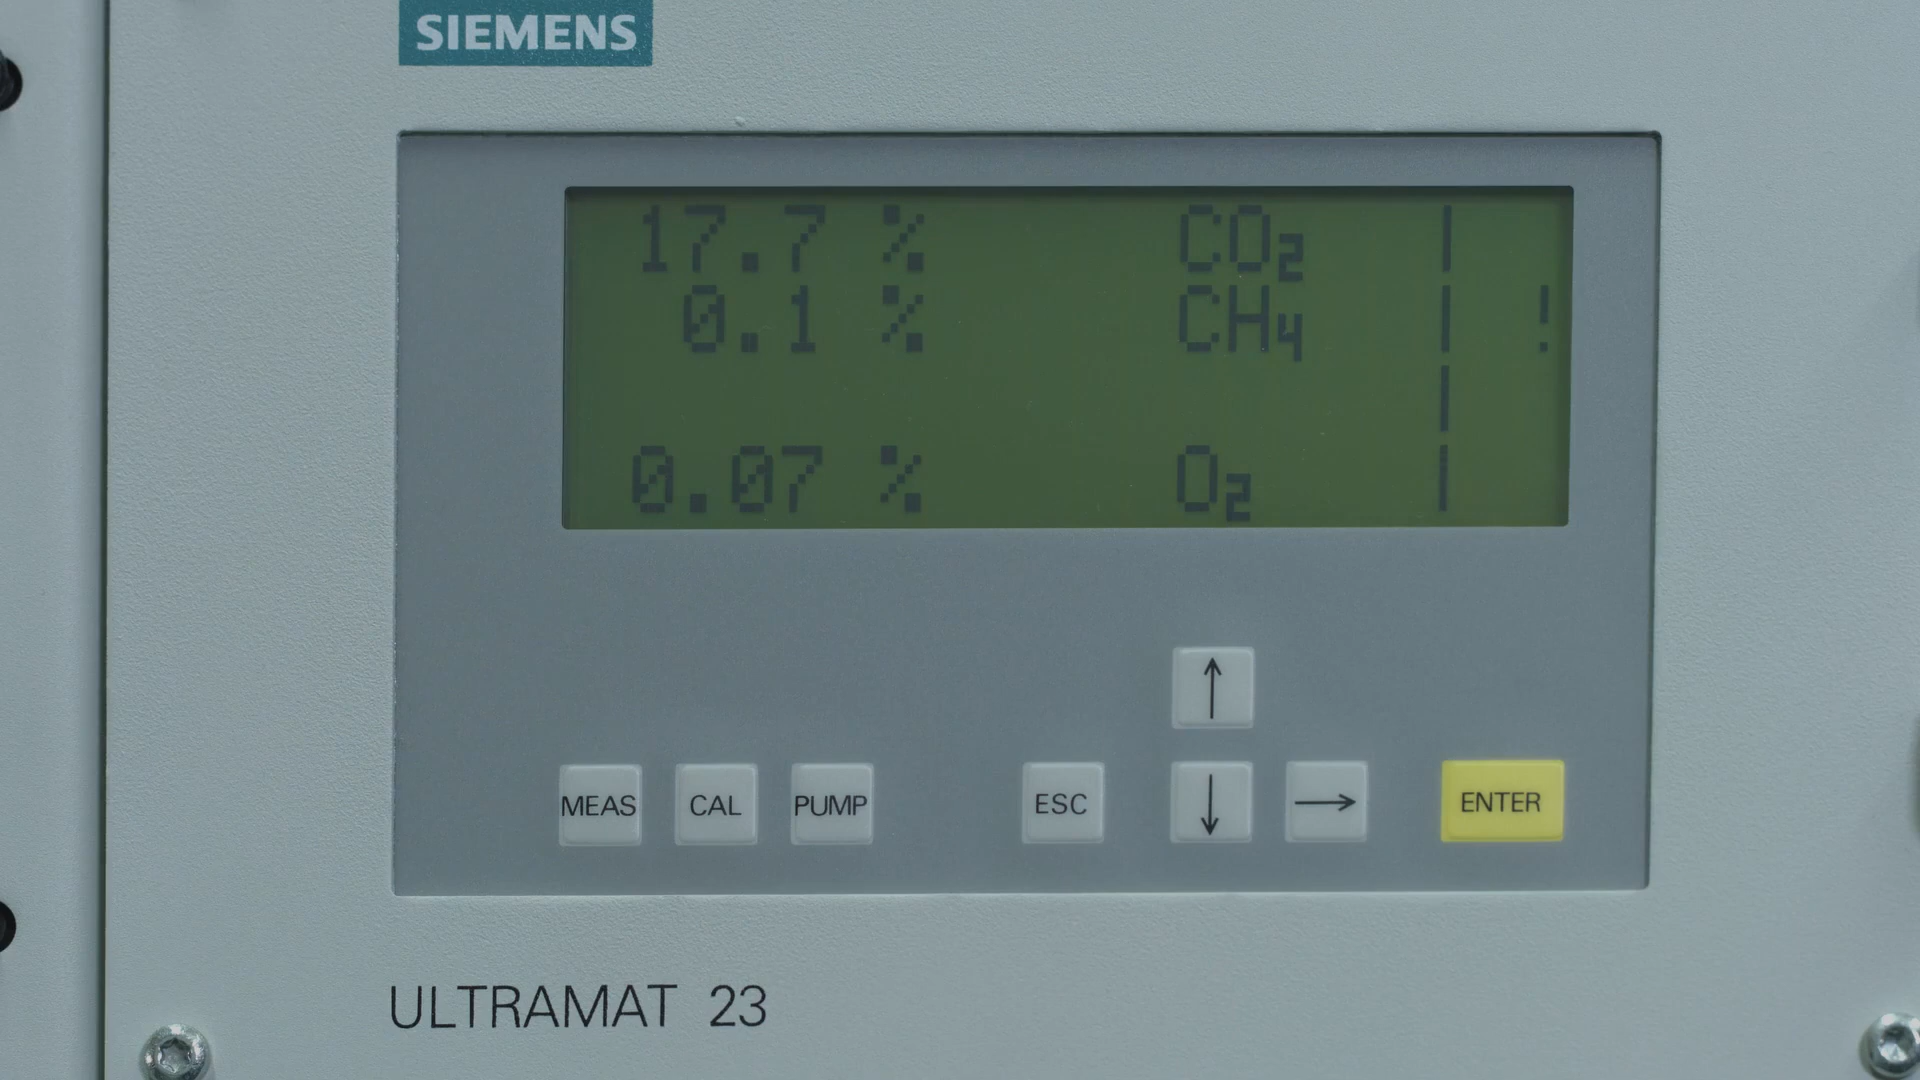 SIEMENS
17.7 % CO₂ |
0.1 % CH₄ | !
|
0.07 % O₂ |
↑
MEAS CAL PUMP ESC ↓ → ENTER
ULTRAMAT 23